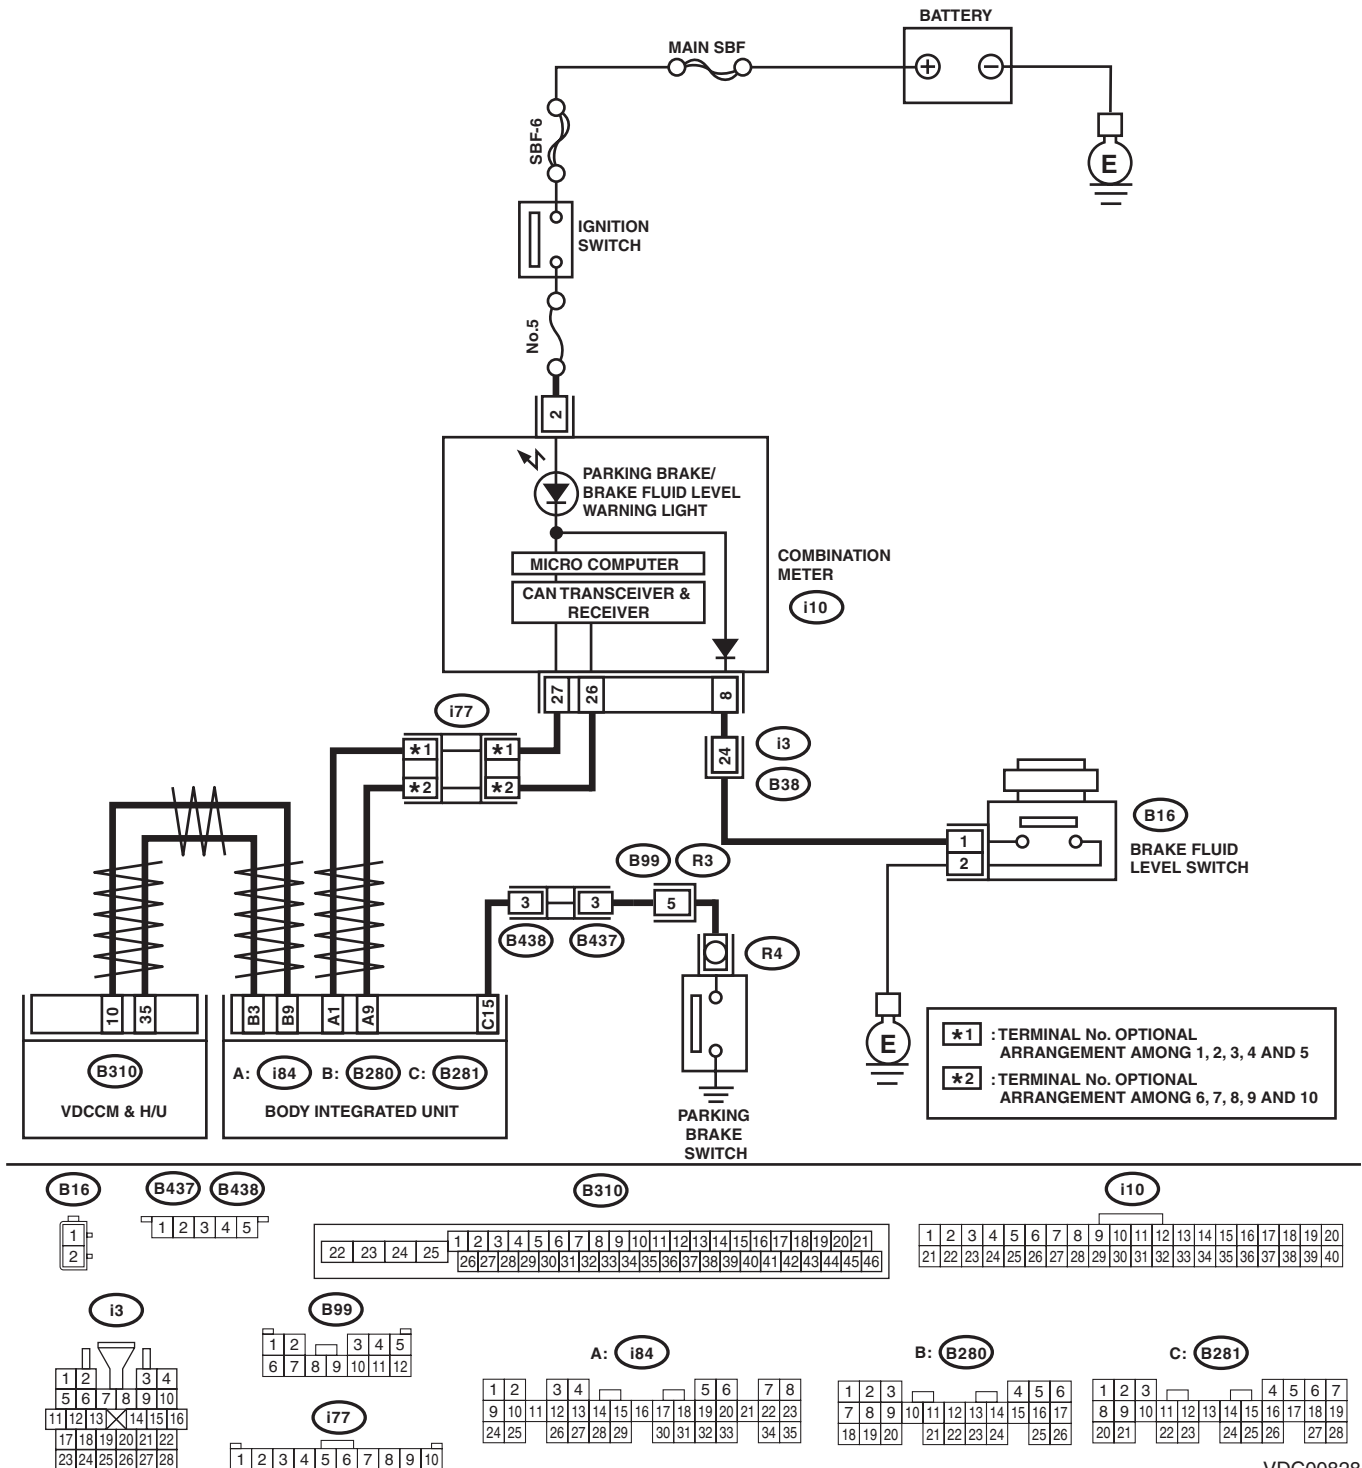 BATTERY
MAIN SBF
SBF-6
E
IGNITION
SWITCH
No.5
2
PARKING BRAKE/
BRAKE FLUID LEVEL
WARNING LIGHT
MICRO COMPUTER
CAN TRANSCEIVER &
RECEIVER
COMBINATION
METER
i10
27 26 8
i77
*1 *1
*2 *2
24
i3
B38
B16
1
2
BRAKE FLUID
LEVEL SWITCH
B99 R3
3 3 5
B438 B437
R4
10 35
B3 B9 A1 A9 C15
E
B310
VDCCM & H/U
A: i84 B: B280 C: B281
BODY INTEGRATED UNIT
PARKING
BRAKE
SWITCH
*1 : TERMINAL No. OPTIONAL
ARRANGEMENT AMONG 1, 2, 3, 4 AND 5
*2 : TERMINAL No. OPTIONAL
ARRANGEMENT AMONG 6, 7, 8, 9 AND 10
B16
1
2
B437 B438
1 2 3 4 5
B310
22 23 24 25
1 2 3 4 5 6 7 8 9 10 11 12 13 14 15 16 17 18 19 20 21
26 27 28 29 30 31 32 33 34 35 36 37 38 39 40 41 42 43 44 45 46
i10
1 2 3 4 5 6 7 8 9 10 11 12 13 14 15 16 17 18 19 20
21 22 23 24 25 26 27 28 29 30 31 32 33 34 35 36 37 38 39 40
i3
1 2 3 4
5 6 7 8 9 10
11 12 13 14 15 16
17 18 19 20 21 22
23 24 25 26 27 28
B99
1 2 3 4 5
6 7 8 9 10 11 12
i77
1 2 3 4 5 6 7 8 9 10
A: i84
1 2 3 4 5 6 7 8
9 10 11 12 13 14 15 16 17 18 19 20 21 22 23
24 25 26 27 28 29 30 31 32 33 34 35
B: B280
1 2 3 4 5 6
7 8 9 10 11 12 13 14 15 16 17
18 19 20 21 22 23 24 25 26
C: B281
1 2 3 4 5 6 7
8 9 10 11 12 13 14 15 16 17 18 19
20 21 22 23 24 25 26 27 28